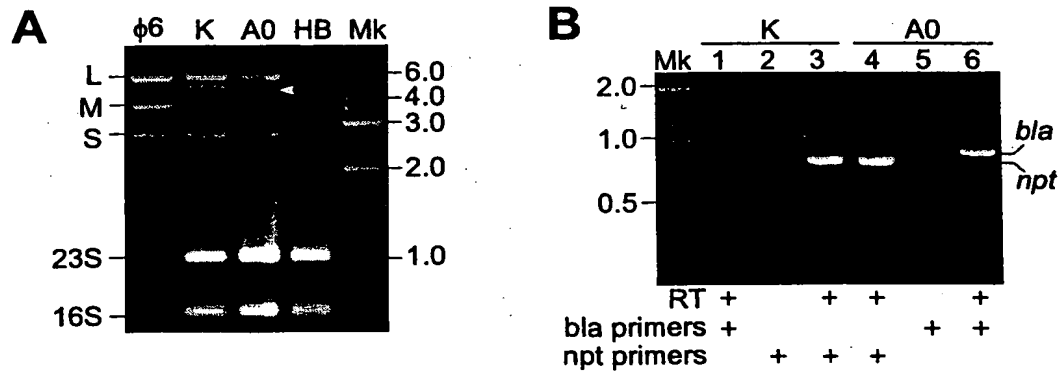 A
ϕ6 K A0 HB Mk
L
M
S
23S
16S
6.0
4.0
3.0
2.0
1.0
B
K A0
Mk 1 2 3 4 5 6
2.0
1.0
0.5
bla
npt
RT + + + +
bla primers + + +
npt primers + + +